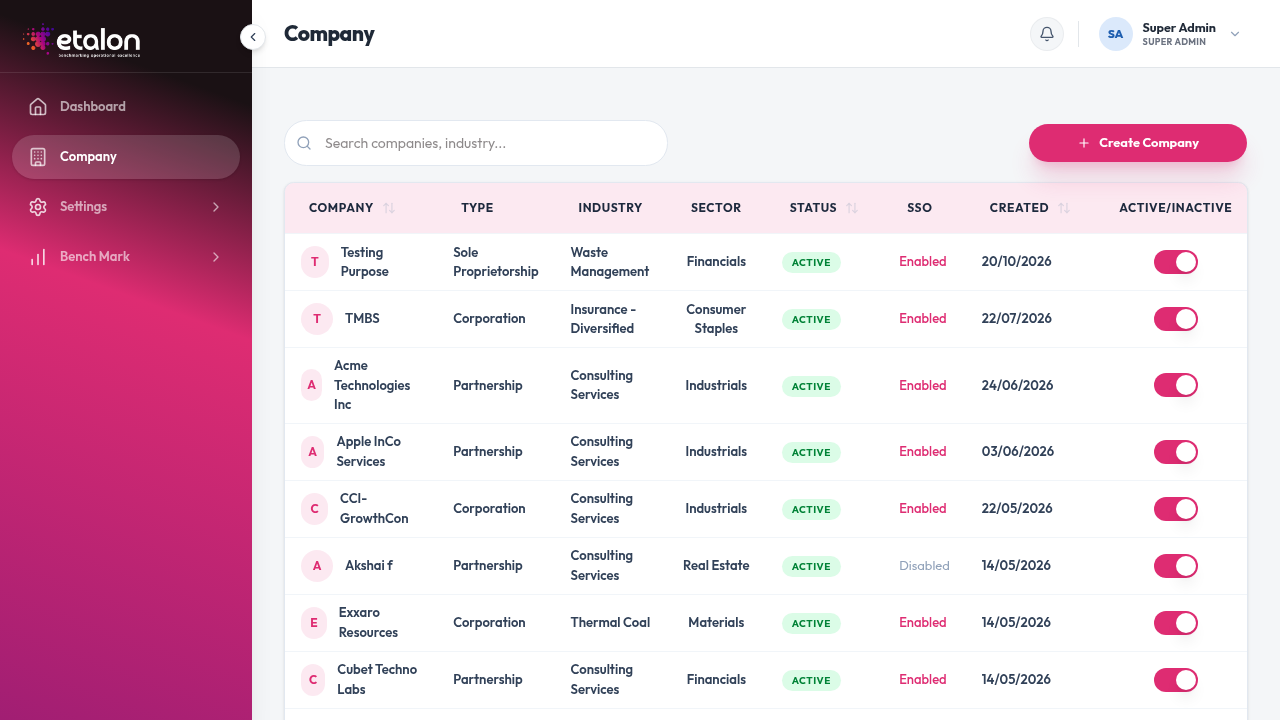 etalon
benchmarking operational excellence
Dashboard
Company
Settings
Bench Mark
Company
SA
Super Admin
SUPER ADMIN
Search companies, industry...
Create Company
COMPANY TYPE INDUSTRY SECTOR STATUS SSO CREATED ACTIVE/INACTIVE
T
Testing
Purpose
Sole
Proprietorship
Waste
Management
Financials
ACTIVE
Enabled
20/10/2026
T
TMBS
Corporation
Insurance -
Diversified
Consumer
Staples
ACTIVE
Enabled
22/07/2026
A
Acme
Technologies
Inc
Partnership
Consulting
Services
Industrials
ACTIVE
Enabled
24/06/2026
A
Apple InCo
Services
Partnership
Consulting
Services
Industrials
ACTIVE
Enabled
03/06/2026
C
CCI-
GrowthCon
Corporation
Consulting
Services
Industrials
ACTIVE
Enabled
22/05/2026
A
Akshai f
Partnership
Consulting
Services
Real Estate
ACTIVE
Disabled
14/05/2026
E
Exxaro
Resources
Corporation
Thermal Coal
Materials
ACTIVE
Enabled
14/05/2026
C
Cubet Techno
Labs
Partnership
Consulting
Services
Financials
ACTIVE
Enabled
14/05/2026